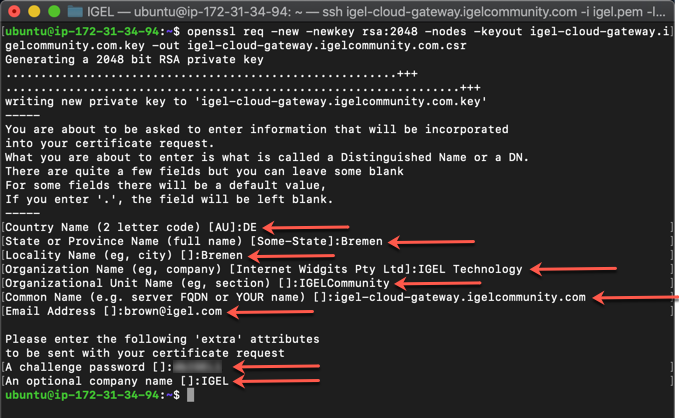 IGEL — ubuntu@ip-172-31-34-94: ~ — ssh igel-cloud-gateway.igelcommunity.com -i igel.pem -l...
[ubuntu@ip-172-31-34-94:~$ openssl req -new -newkey rsa:2048 -nodes -keyout igel-cloud-gateway.i]
gelcommunity.com.key -out igel-cloud-gateway.igelcommunity.com.csr
Generating a 2048 bit RSA private key
.......................................................+++
................................................................+++
writing new private key to 'igel-cloud-gateway.igelcommunity.com.key'
-----
You are about to be asked to enter information that will be incorporated
into your certificate request.
What you are about to enter is what is called a Distinguished Name or a DN.
There are quite a few fields but you can leave some blank
For some fields there will be a default value,
If you enter '.', the field will be left blank.
-----
[Country Name (2 letter code) [AU]:DE ]
[State or Province Name (full name) [Some-State]:Bremen ]
[Locality Name (eg, city) []:Bremen ]
[Organization Name (eg, company) [Internet Widgits Pty Ltd]:IGEL Technology ]
[Organizational Unit Name (eg, section) []:IGELCommunity ]
[Common Name (e.g. server FQDN or YOUR name) []:igel-cloud-gateway.igelcommunity.com ]
[Email Address []:brown@igel.com ]
Please enter the following 'extra' attributes
to be sent with your certificate request
[A challenge password []: ]
[An optional company name []:IGEL ]
ubuntu@ip-172-31-34-94:~$